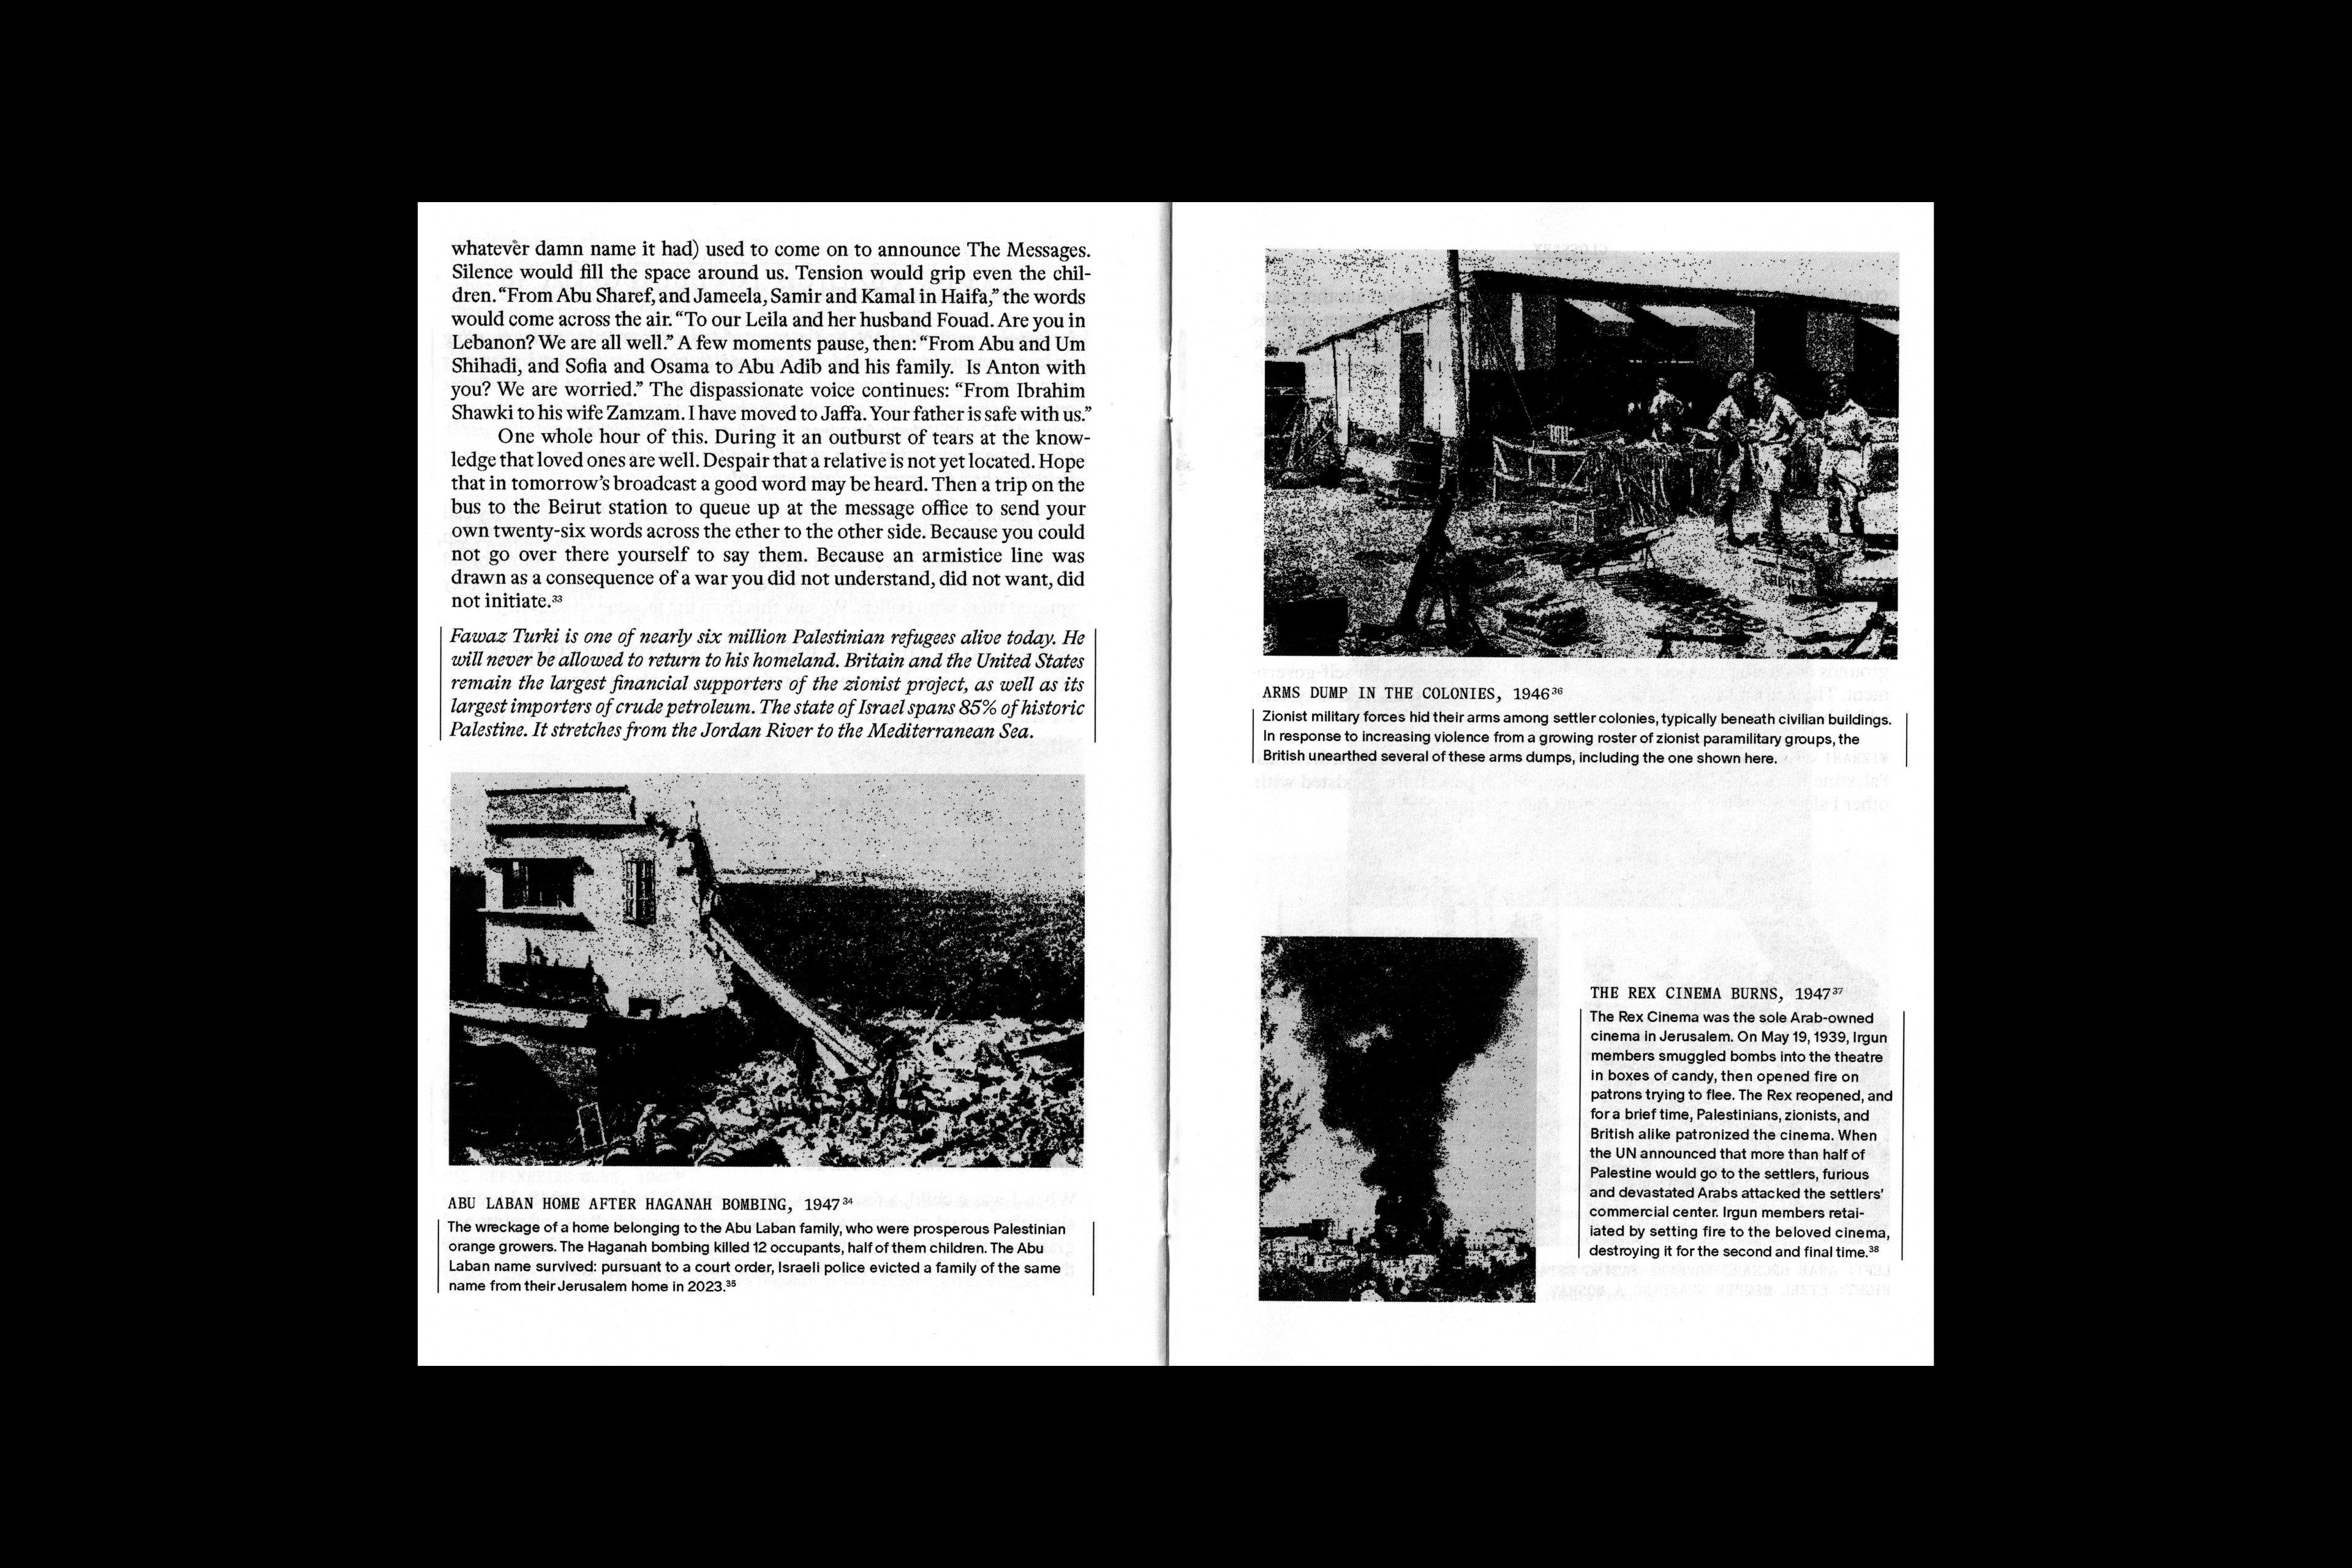 whatever damn name it had) used to come on to announce The Messages.
Silence would fill the space around us. Tension would grip even the chil-
dren. “From Abu Sharef, and Jameela, Samir and Kamal in Haifa,” the words
would come across the air. “To our Leila and her husband Fouad. Are you in
Lebanon? We are all well.” A few moments pause, then: “From Abu and Um
Shihadi, and Sofia and Osama to Abu Adib and his family. Is Anton with
you? We are worried.” The dispassionate voice continues: “From Ibrahim
Shawki to his wife Zamzam. I have moved to Jaffa. Your father is safe with us.”
One whole hour of this. During it an outburst of tears at the know-
ledge that loved ones are well. Despair that a relative is not yet located. Hope
that in tomorrow’s broadcast a good word may be heard. Then a trip on the
bus to the Beirut station to queue up at the message office to send your
own twenty-six words across the ether to the other side. Because you could
not go over there yourself to say them. Because an armistice line was
drawn as a consequence of a war you did not understand, did not want, did
not initiate.³³
Fawaz Turki is one of nearly six million Palestinian refugees alive today. He
will never be allowed to return to his homeland. Britain and the United States
remain the largest financial supporters of the zionist project, as well as its
largest importers of crude petroleum. The state of Israel spans 85% of historic
Palestine. It stretches from the Jordan River to the Mediterranean Sea.
ABU LABAN HOME AFTER HAGANAH BOMBING, 1947³⁴
The wreckage of a home belonging to the Abu Laban family, who were prosperous Palestinian
orange growers. The Haganah bombing killed 12 occupants, half of them children. The Abu
Laban name survived: pursuant to a court order, Israeli police evicted a family of the same
name from their Jerusalem home in 2023.³⁵
ARMS DUMP IN THE COLONIES, 1946³⁶
Zionist military forces hid their arms among settler colonies, typically beneath civilian buildings.
In response to increasing violence from a growing roster of zionist paramilitary groups, the
British unearthed several of these arms dumps, including the one shown here.
THE REX CINEMA BURNS, 1947³⁷
The Rex Cinema was the sole Arab-owned
cinema in Jerusalem. On May 19, 1939, Irgun
members smuggled bombs into the theatre
in boxes of candy, then opened fire on
patrons trying to flee. The Rex reopened, and
for a brief time, Palestinians, zionists, and
British alike patronized the cinema. When
the UN announced that more than half of
Palestine would go to the settlers, furious
and devastated Arabs attacked the settlers’
commercial center. Irgun members retal-
iated by setting fire to the beloved cinema,
destroying it for the second and final time.³⁸